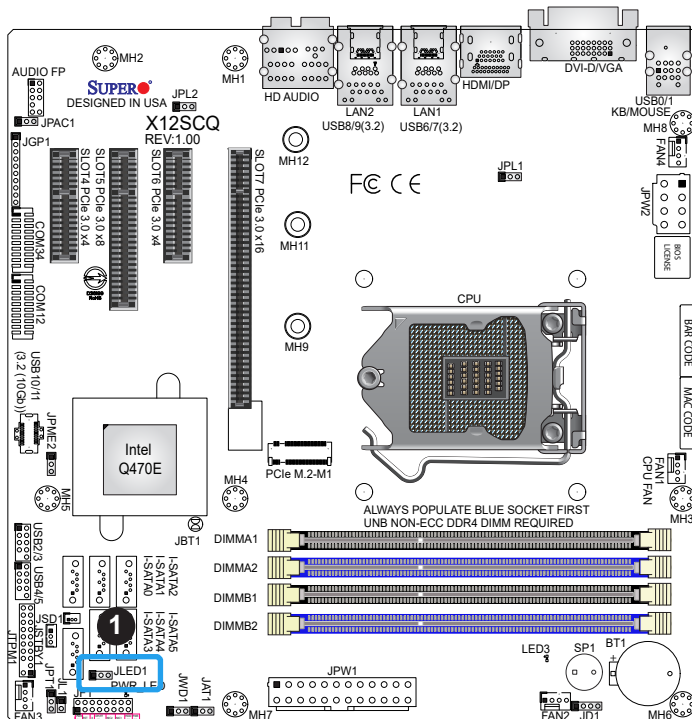 MH2
MH1
AUDIO FP
SUPER
DESIGNED IN USA
JPL2
JPAC1
X12SCQ
REV:1.00
HD AUDIO
LAN2
USB8/9(3.2)
LAN1
USB6/7(3.2)
HDMI/DP
DVI-D/VGA
USB0/1
KB/MOUSE
MH8
FAN4
JGP1
SLOT4 PCIe 3.0 x4
SLOT5 PCIe 3.0 x8
SLOT6 PCIe 3.0 x4
SLOT7 PCIe 3.0 x16
MH12
FC CE
JPL1
JPW2
BIOS
LICENSE
COM34
MH11
COM12
CPU
BAR CODE
MH9
USB10/11
(3.2 (10Gb))
MAC CODE
JPME2
Intel
Q470E
PCIe M.2-M1
FAN1
CPU FAN
MH5
MH4
MH3
ALWAYS POPULATE BLUE SOCKET FIRST
UNB NON-ECC DDR4 DIMM REQUIRED
JBT1
DIMMA1
DIMMA2
DIMMB1
DIMMB2
USB2/3
USB4/5
I-SATA0
I-SATA1
I-SATA2
I-SATA3
I-SATA4
I-SATA5
JSD1
JSTBY1
JTPM1
1
JLED1
PWR LED
JPT1
JL1
FAN3
JWD1
JAT1
MH7
JPW1
LED3
SP1
BT1
FAN2
JD1
MH6